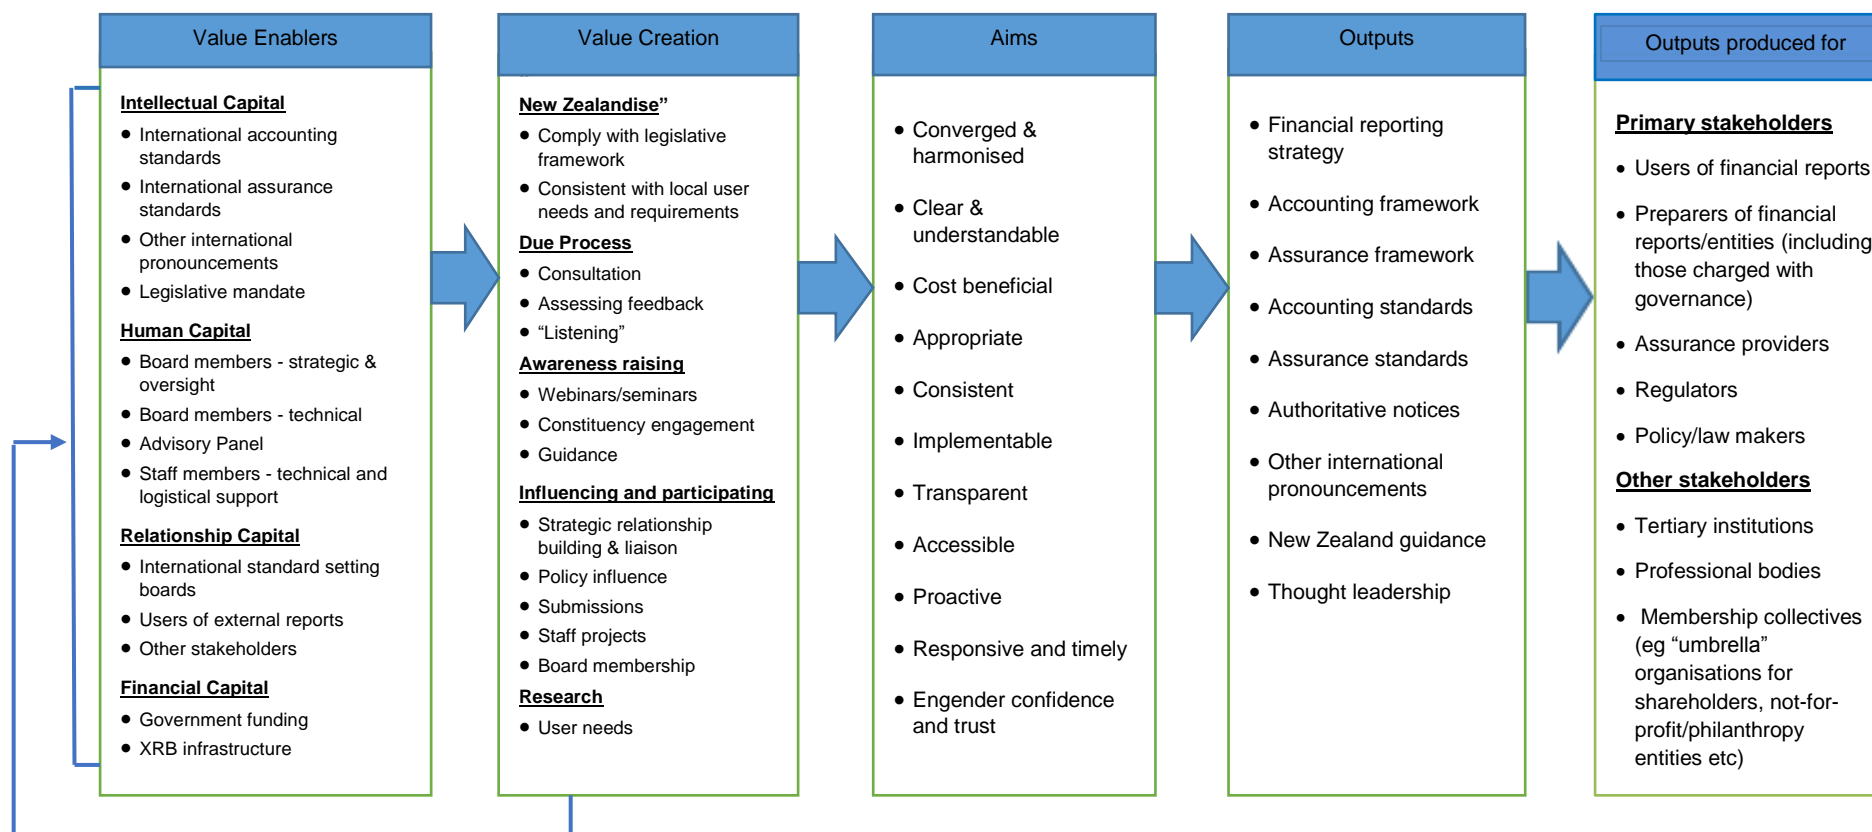 Value Enablers
Intellectual Capital
• International accounting
standards
• International assurance
standards
• Other international
pronouncements
• Legislative mandate
Human Capital
• Board members - strategic &
oversight
• Board members - technical
• Advisory Panel
• Staff members - technical and
logistical support
Relationship Capital
• International standard setting
boards
• Users of external reports
• Other stakeholders
Financial Capital
• Government funding
• XRB infrastructure
Value Creation
New Zealandise”
• Comply with legislative
framework
• Consistent with local user
needs and requirements
Due Process
• Consultation
• Assessing feedback
• “Listening”
Awareness raising
• Webinars/seminars
• Constituency engagement
• Guidance
Influencing and participating
• Strategic relationship
building & liaison
• Policy influence
• Submissions
• Staff projects
• Board membership
Research
• User needs
Aims
• Converged &
harmonised
• Clear &
understandable
• Cost beneficial
• Appropriate
• Consistent
• Implementable
• Transparent
• Accessible
• Proactive
• Responsive and timely
• Engender confidence
and trust
Outputs
• Financial reporting
strategy
• Accounting framework
• Assurance framework
• Accounting standards
• Assurance standards
• Authoritative notices
• Other international
pronouncements
• New Zealand guidance
• Thought leadership
Outputs produced for
Primary stakeholders
• Users of financial reports
• Preparers of financial
reports/entities (including
those charged with
governance)
• Assurance providers
• Regulators
• Policy/law makers
Other stakeholders
• Tertiary institutions
• Professional bodies
• Membership collectives
(eg “umbrella”
organisations for
shareholders, not-for-
profit/philanthropy
entities etc)